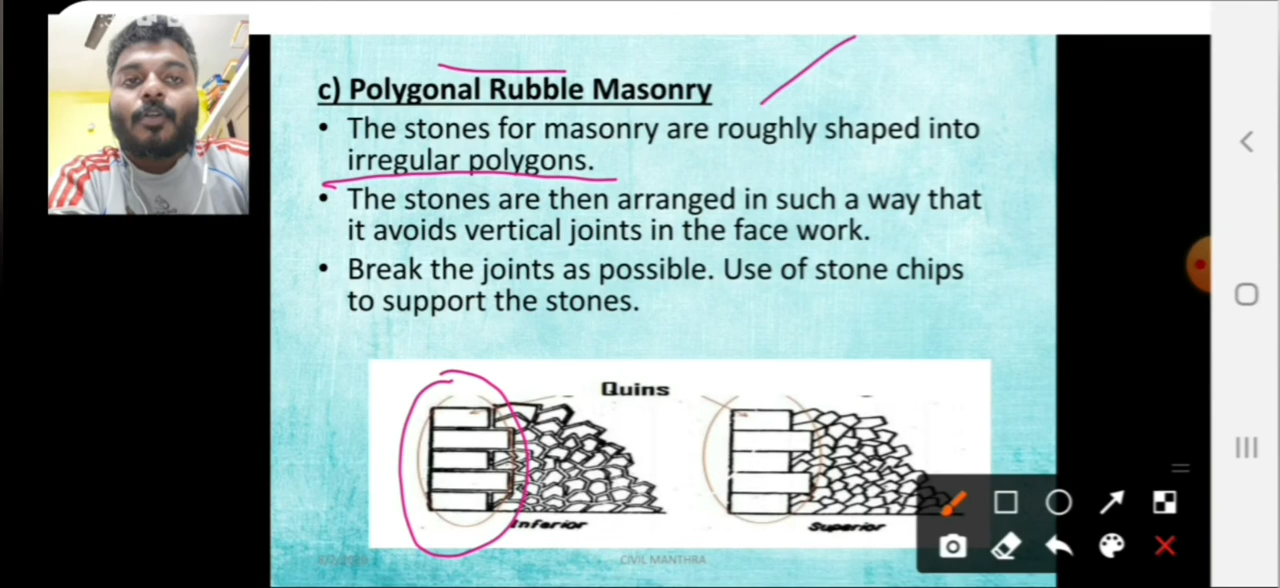 c) Polygonal Rubble Masonry
• The stones for masonry are roughly shaped into
irregular polygons.
• The stones are then arranged in such a way that
it avoids vertical joints in the face work.
• Break the joints as possible. Use of stone chips
to support the stones.
Quins
Inferior
Superior
CIVIL MANTHRA